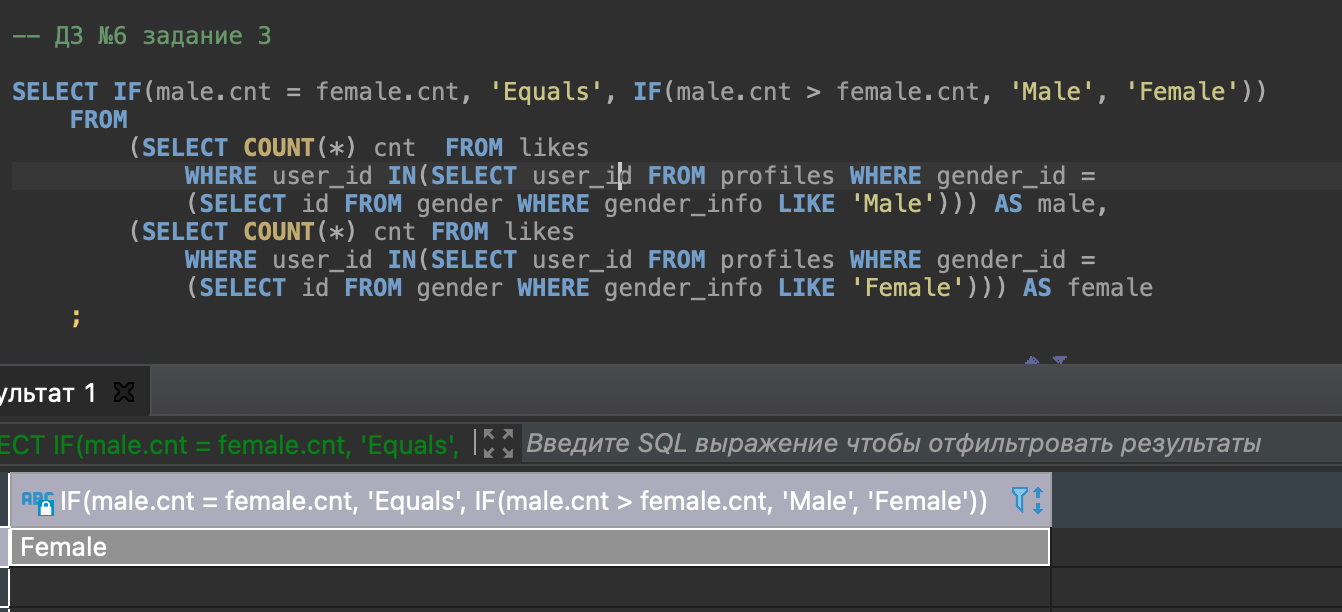 -- ДЗ №6 задание 3
SELECT IF(male.cnt = female.cnt, 'Equals', IF(male.cnt > female.cnt, 'Male', 'Female'))
FROM
(SELECT COUNT(*) cnt  FROM likes
WHERE user_id IN(SELECT user_id FROM profiles WHERE gender_id =
(SELECT id FROM gender WHERE gender_info LIKE 'Male'))) AS male,
(SELECT COUNT(*) cnt FROM likes
WHERE user_id IN(SELECT user_id FROM profiles WHERE gender_id =
(SELECT id FROM gender WHERE gender_info LIKE 'Female'))) AS female
;
ультат 1
ECT IF(male.cnt = female.cnt, 'Equals', Введите SQL выражение чтобы отфильтровать результаты
ABC IF(male.cnt = female.cnt, 'Equals', IF(male.cnt > female.cnt, 'Male', 'Female'))
Female